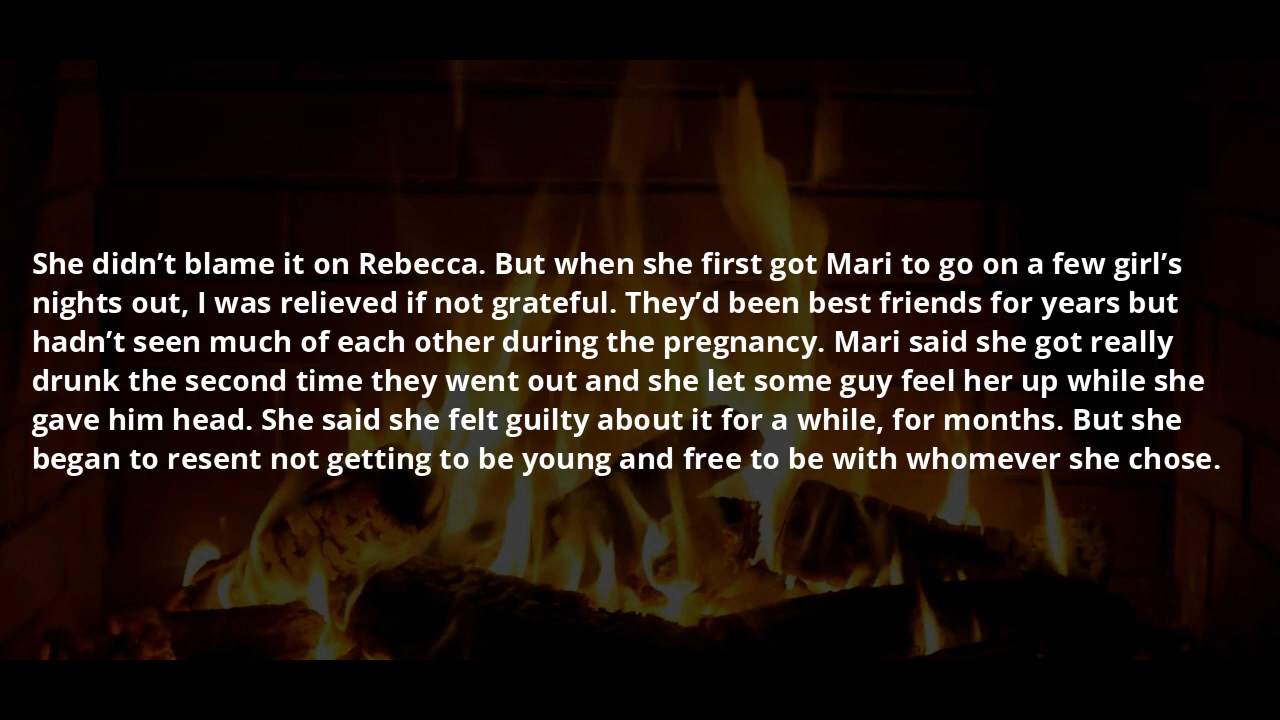 She didn’t blame it on Rebecca. But when she first got Mari to go on a few girl’s
nights out, I was relieved if not grateful. They’d been best friends for years but
hadn’t seen much of each other during the pregnancy. Mari said she got really
drunk the second time they went out and she let some guy feel her up while she
gave him head. She said she felt guilty about it for a while, for months. But she
began to resent not getting to be young and free to be with whomever she chose.